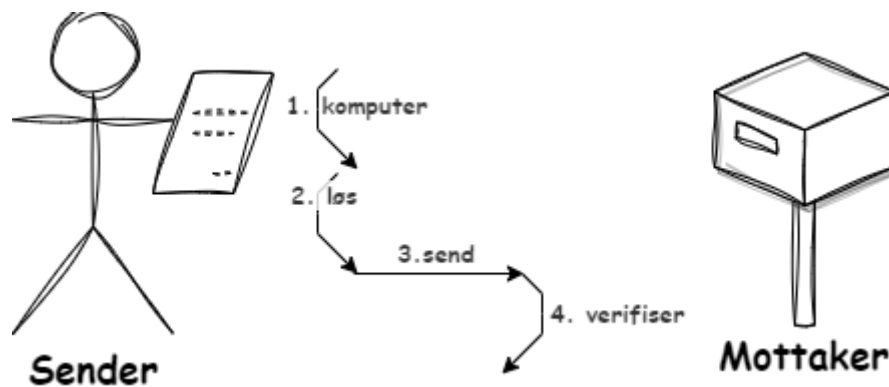 1. komputer
2. løs
3.send
4. verifiser
Sender
Mottaker